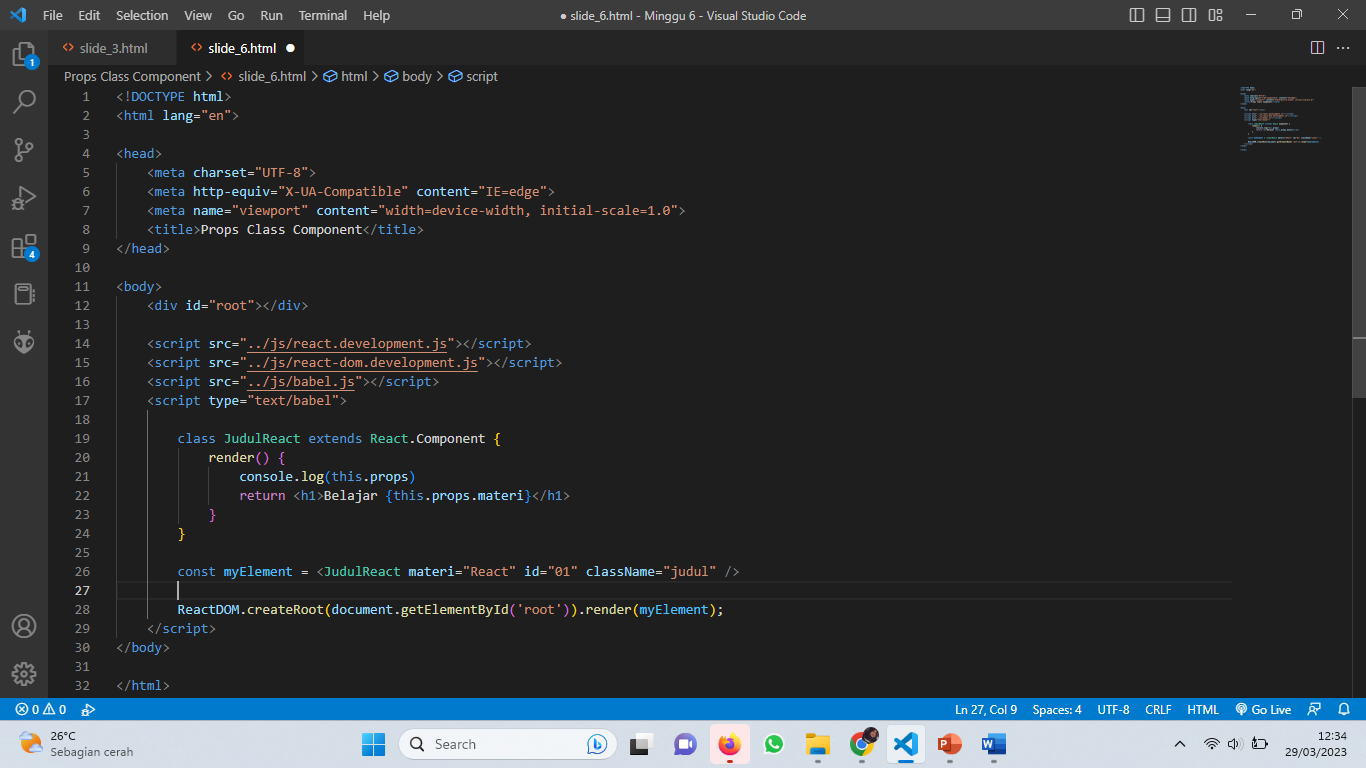 File Edit Selection View Go Run Terminal Help ● slide_6.html - Minggu 6 - Visual Studio Code
slide_3.html slide_6.html
Props Class Component > slide_6.html > html > body > script
1 <!DOCTYPE html>
2 <html lang="en">
3
4 <head>
5 <meta charset="UTF-8">
6 <meta http-equiv="X-UA-Compatible" content="IE=edge">
7 <meta name="viewport" content="width=device-width, initial-scale=1.0">
8 <title>Props Class Component</title>
9 </head>
10
11 <body>
12 <div id="root"></div>
13
14 <script src="../js/react.development.js"></script>
15 <script src="../js/react-dom.development.js"></script>
16 <script src="../js/babel.js"></script>
17 <script type="text/babel">
18
19 class JudulReact extends React.Component {
20 render() {
21 console.log(this.props)
22 return <h1>Belajar {this.props.materi}</h1>
23 }
24 }
25
26 const myElement = <JudulReact materi="React" id="01" className="judul" />
27
28 ReactDOM.createRoot(document.getElementById('root')).render(myElement);
29 </script>
30 </body>
31
32 </html>
1
4
0 0 Ln 27, Col 9 Spaces: 4 UTF-8 CRLF HTML Go Live
26°C
Sebagian cerah
Search
12:34
29/03/2023